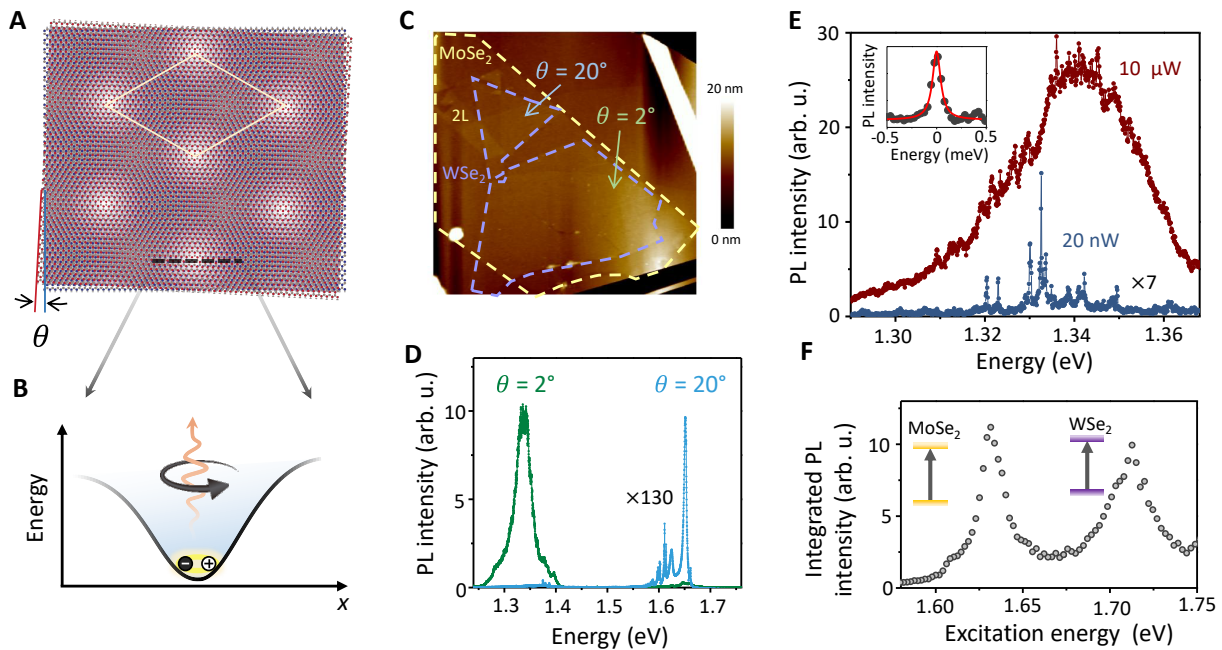 A
θ
B
Energy
x
− +
C
MoSe₂
θ = 20°
θ = 2°
2L
WSe₂
20 nm
0 nm
D
θ = 2°
θ = 20°
×130
PL intensity (arb. u.)
10
5
0
1.3 1.4 1.5 1.6 1.7
Energy (eV)
E
PL intensity (arb. u.)
30
20
10
0
PL intensity
-0.5 0 0.5
Energy (meV)
10 µW
20 nW
×7
1.30 1.32 1.34 1.36
Energy (eV)
F
Integrated PL
intensity (arb. u.)
10
5
0
MoSe₂
WSe₂
1.60 1.65 1.70 1.75
Excitation energy (eV)